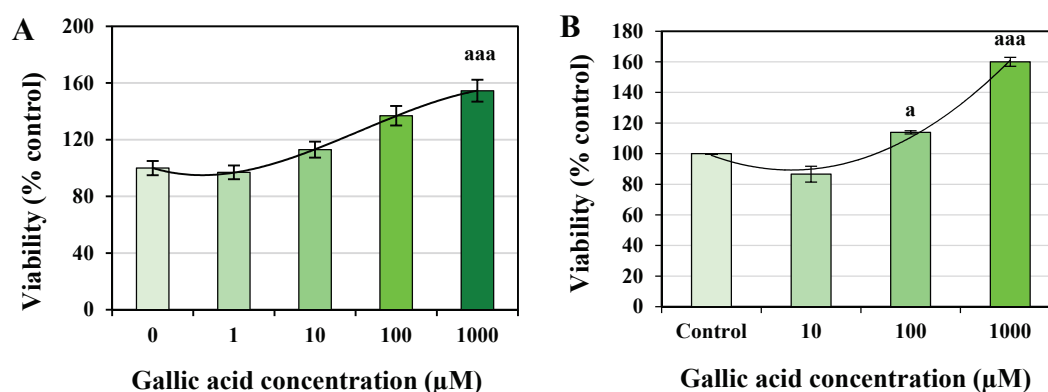 A
Viability (% control)
200
160
120
80
40
0
aaa
0 1 10 100 1000
Gallic acid concentration (µM)
B
Viability (% control)
180
160
140
120
100
80
60
40
20
0
a
aaa
Control 10 100 1000
Gallic acid concentration (µM)